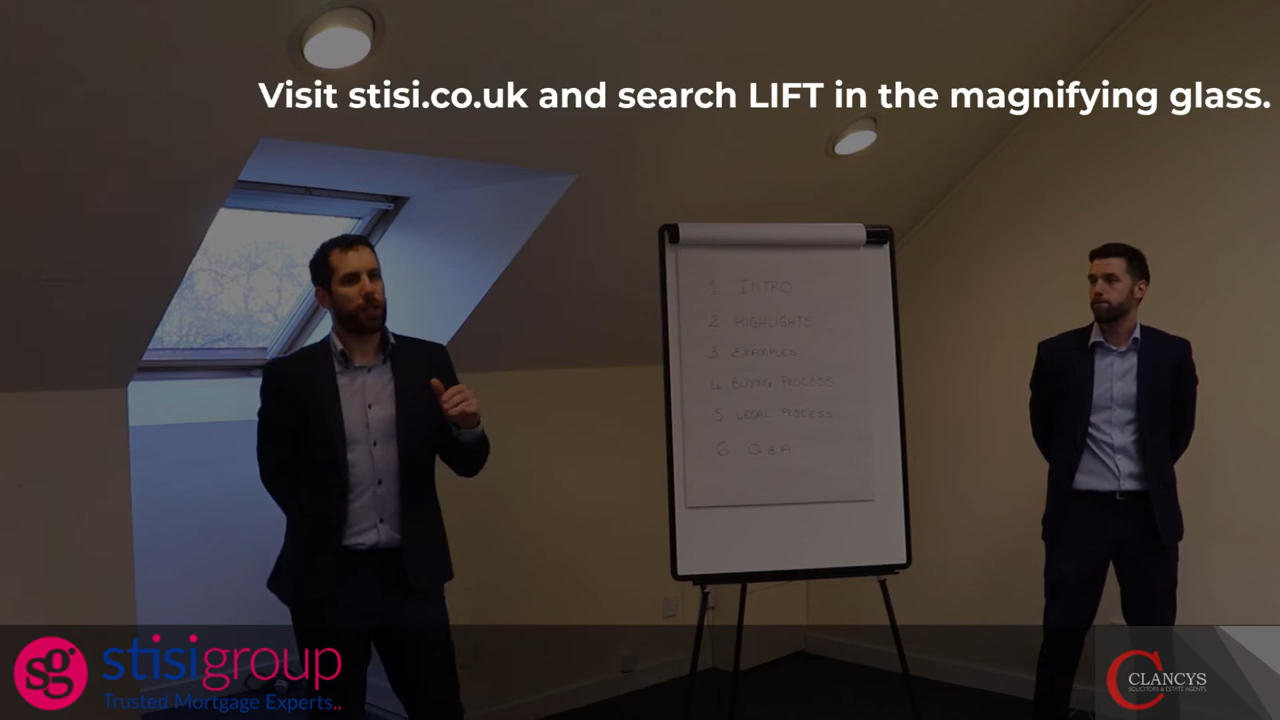 Visit stisi.co.uk and search LIFT in the magnifying glass.
1 INTRO
2 HIGHLIGHTS
3 EXAMPLES
4 BUYING PROCESS
5 LEGAL PROCESS
6 Q & A
sg stisigroup
Trusted Mortgage Experts..
CLANCYS
SOLICITORS & ESTATE AGENTS